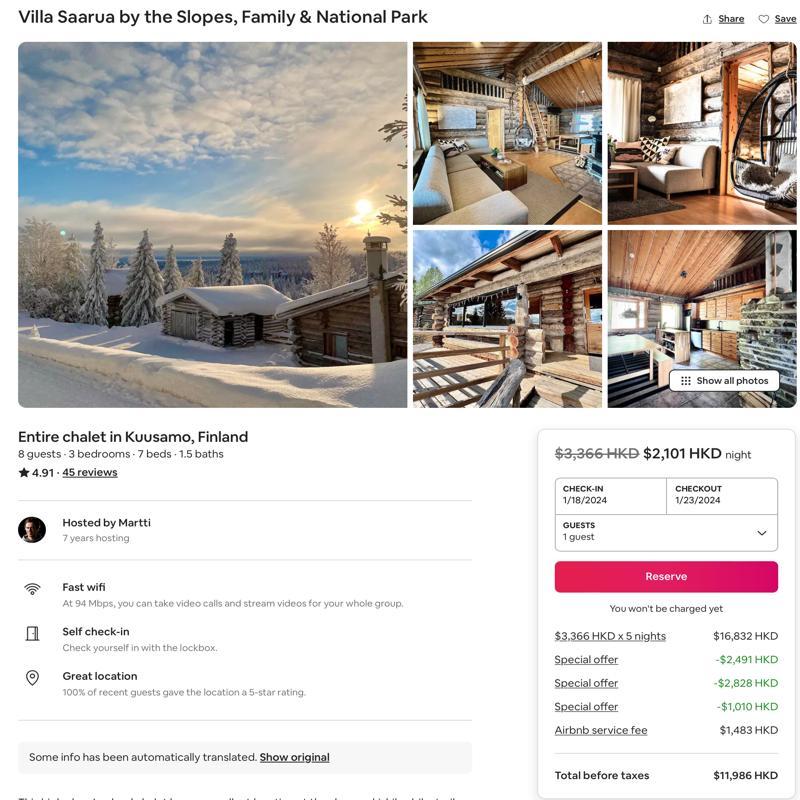 Villa Saarua by the Slopes, Family & National Park
Share Save
Show all photos
Entire chalet in Kuusamo, Finland
8 guests · 3 bedrooms · 7 beds · 1.5 baths
4.91 · 45 reviews
Hosted by Martti
7 years hosting
Fast wifi
At 94 Mbps, you can take video calls and stream videos for your whole group.
Self check-in
Check yourself in with the lockbox.
Great location
100% of recent guests gave the location a 5-star rating.
Some info has been automatically translated. Show original
$3,366 HKD $2,101 HKD night
CHECK-IN CHECKOUT
1/18/2024 1/23/2024
GUESTS
1 guest
Reserve
You won't be charged yet
$3,366 HKD x 5 nights $16,832 HKD
Special offer -$2,491 HKD
Special offer -$2,828 HKD
Special offer -$1,010 HKD
Airbnb service fee $1,483 HKD
Total before taxes $11,986 HKD